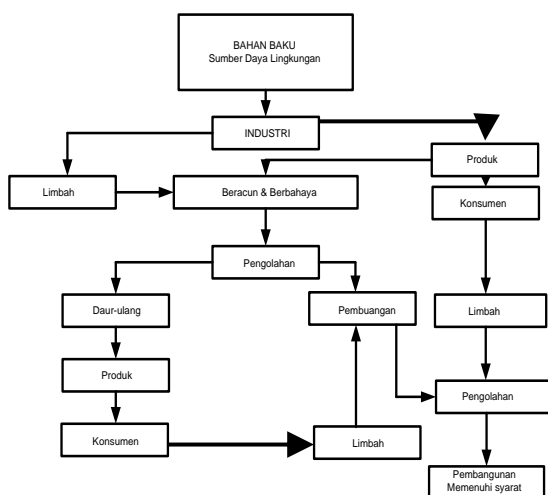 BAHAN BAKU
Sumber Daya Lingkungan
INDUSTRI
Produk
Limbah
Beracun & Berbahaya
Konsumen
Pengolahan
Daur-ulang
Pembuangan
Limbah
Produk
Pengolahan
Konsumen
Limbah
Pembangunan
Memenuhi syarat